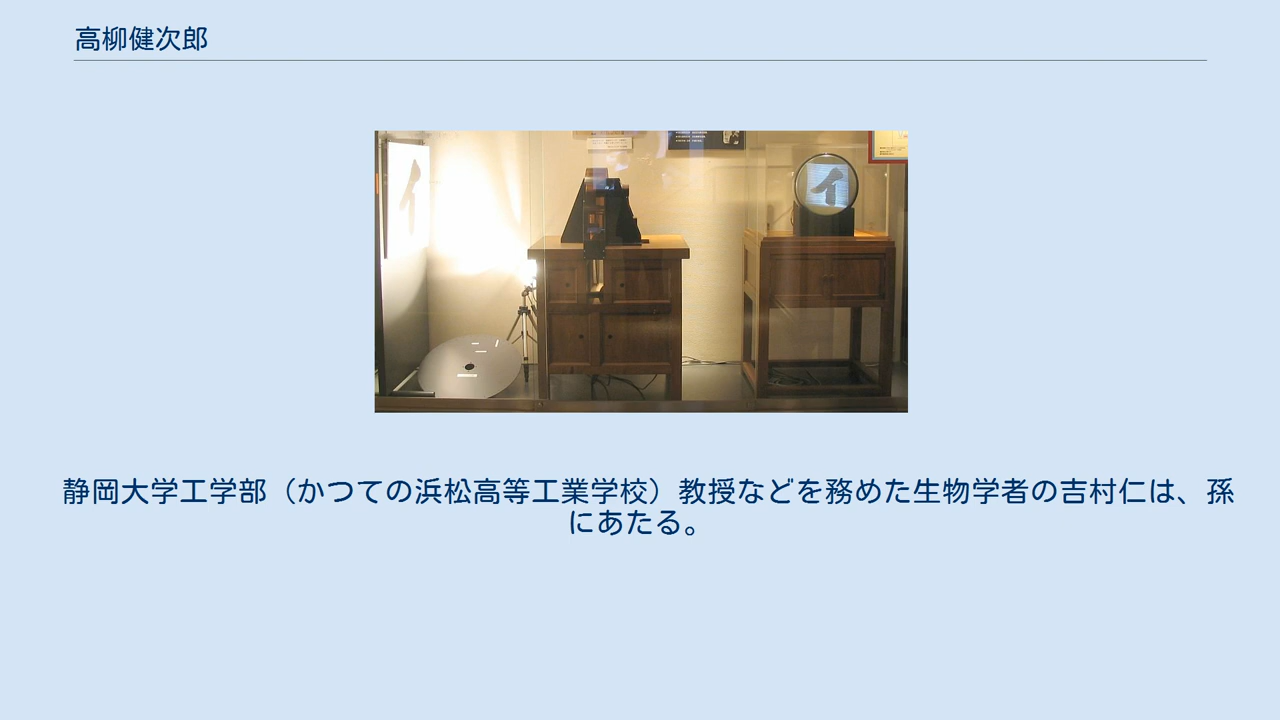 高柳健次郎
イ
イ
静岡大学工学部（かつての浜松高等工業学校）教授などを務めた生物学者の吉村仁は、孫
にあたる。